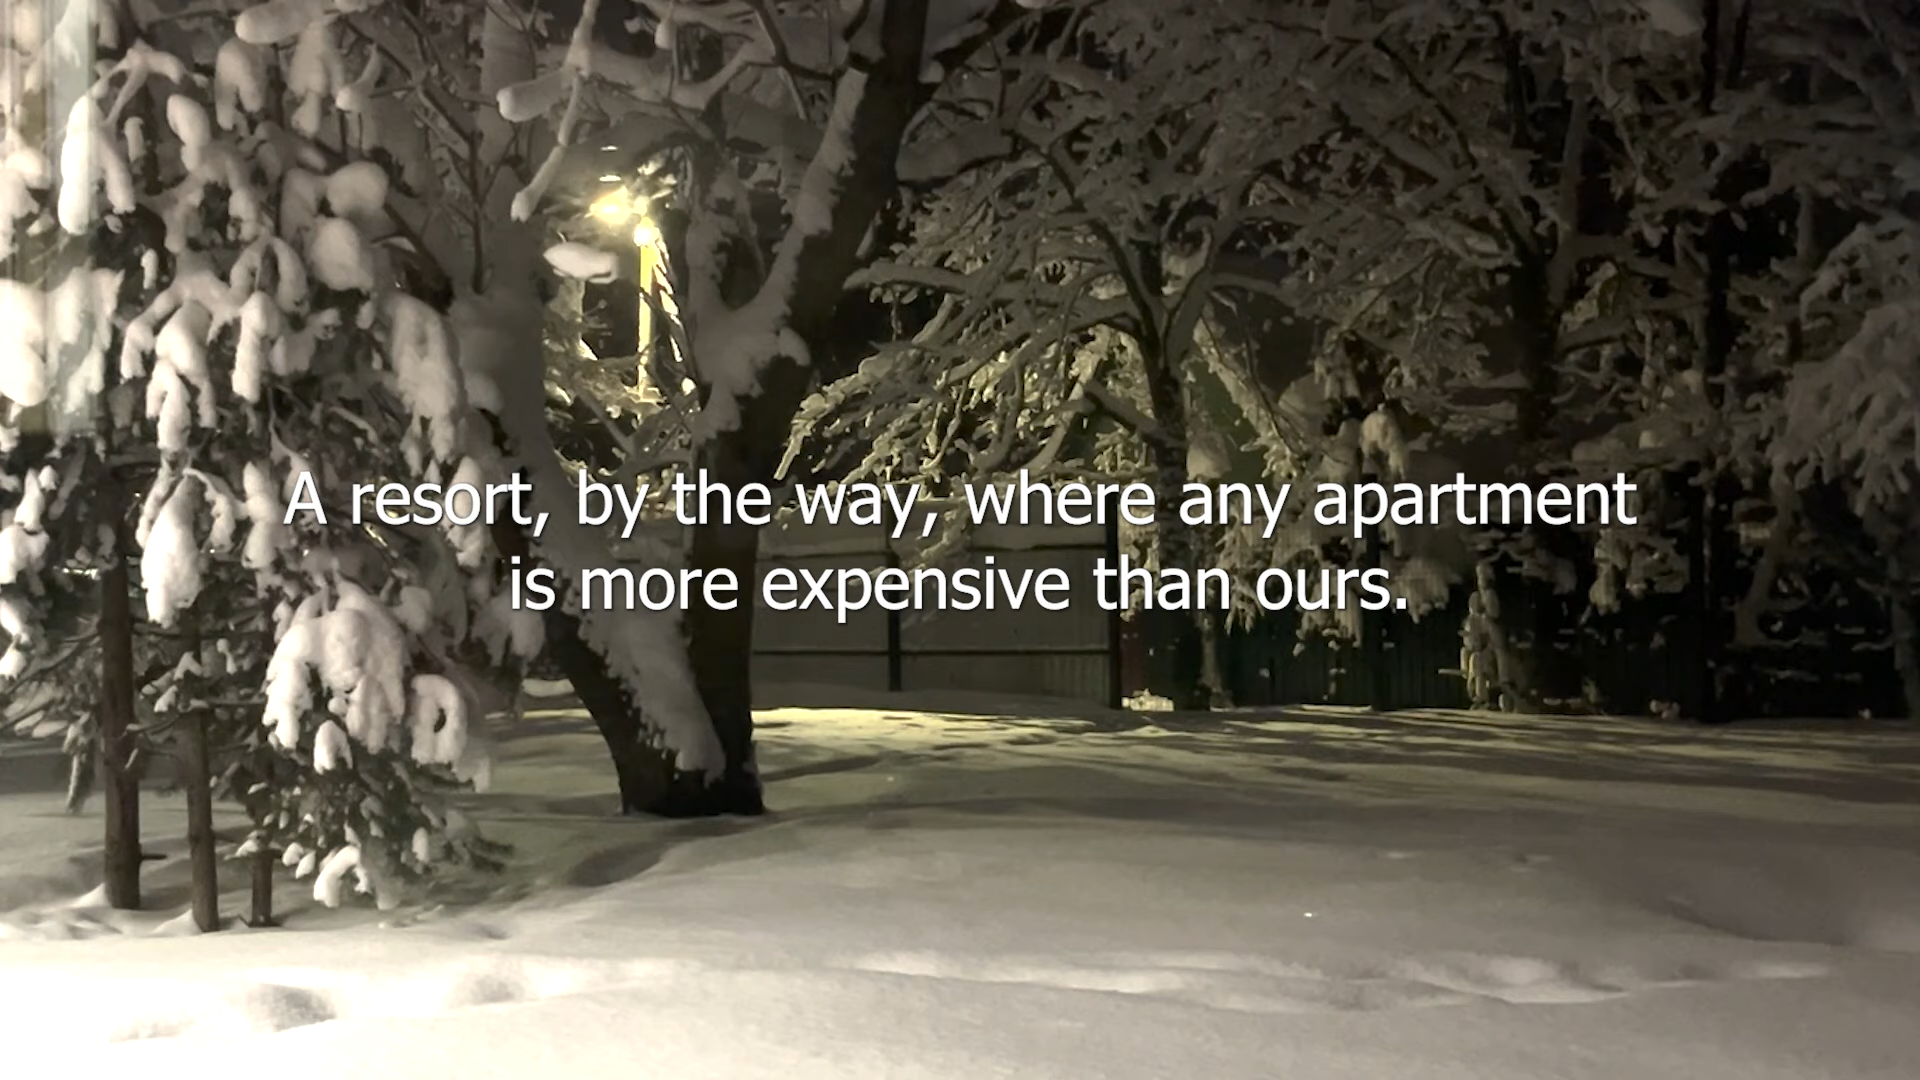 A resort, by the way, where any apartment
is more expensive than ours.